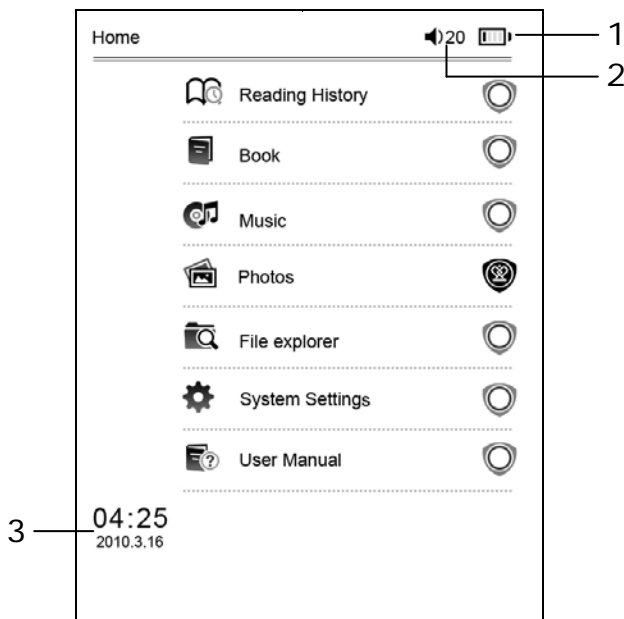 Home 20 1
2
Reading History
Book
Music
Photos
File explorer
System Settings
User Manual
04:25
3
2010.3.16